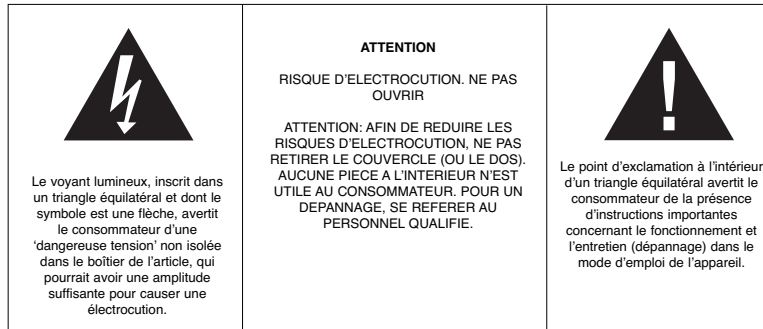 Le voyant lumineux, inscrit dans
un triangle équilatéral et dont le
symbole est une flèche, avertit
le consommateur d'une
'dangereuse tension' non isolée
dans le boîtier de l'article, qui
pourrait avoir une amplitude
suffisante pour causer une
électrocution.
ATTENTION
RISQUE D'ELECTROCUTION. NE PAS
OUVRIR
ATTENTION: AFIN DE REDUIRE LES
RISQUES D'ELECTROCUTION, NE PAS
RETIRER LE COUVERCLE (OU LE DOS).
AUCUNE PIECE A L'INTERIEUR N'EST
UTILE AU CONSOMMATEUR. POUR UN
DEPANNAGE, SE REFERER AU
PERSONNEL QUALIFIE.
!
Le point d'exclamation à l'intérieur
d'un triangle équilatéral avertit le
consommateur de la présence
d'instructions importantes
concernant le fonctionnement et
l'entretien (dépannage) dans le
mode d'emploi de l'appareil.